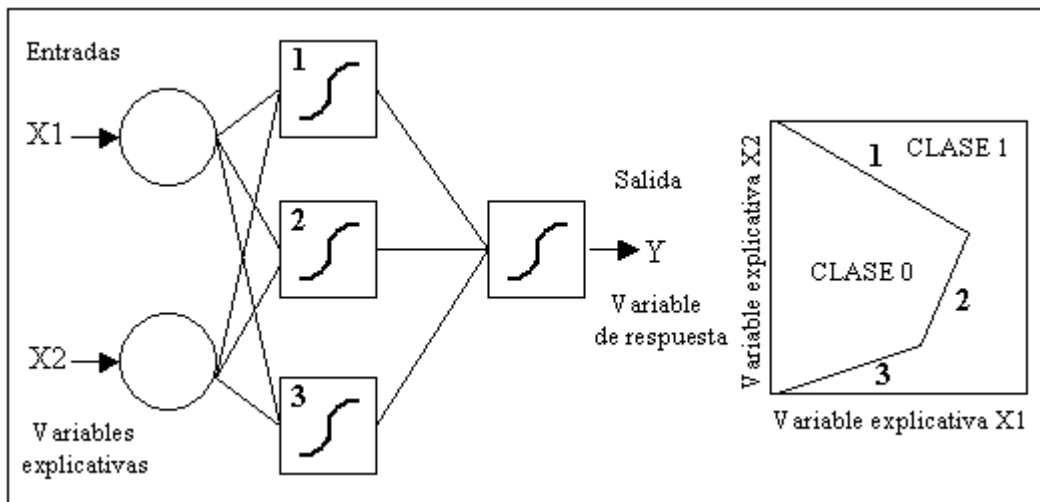 Entradas
X1
X2
Variables
explicativas
1
2
3
Salida
Y
Variable
de respuesta
Variable explicativa X2
1
CLASE 1
CLASE 0
2
3
Variable explicativa X1